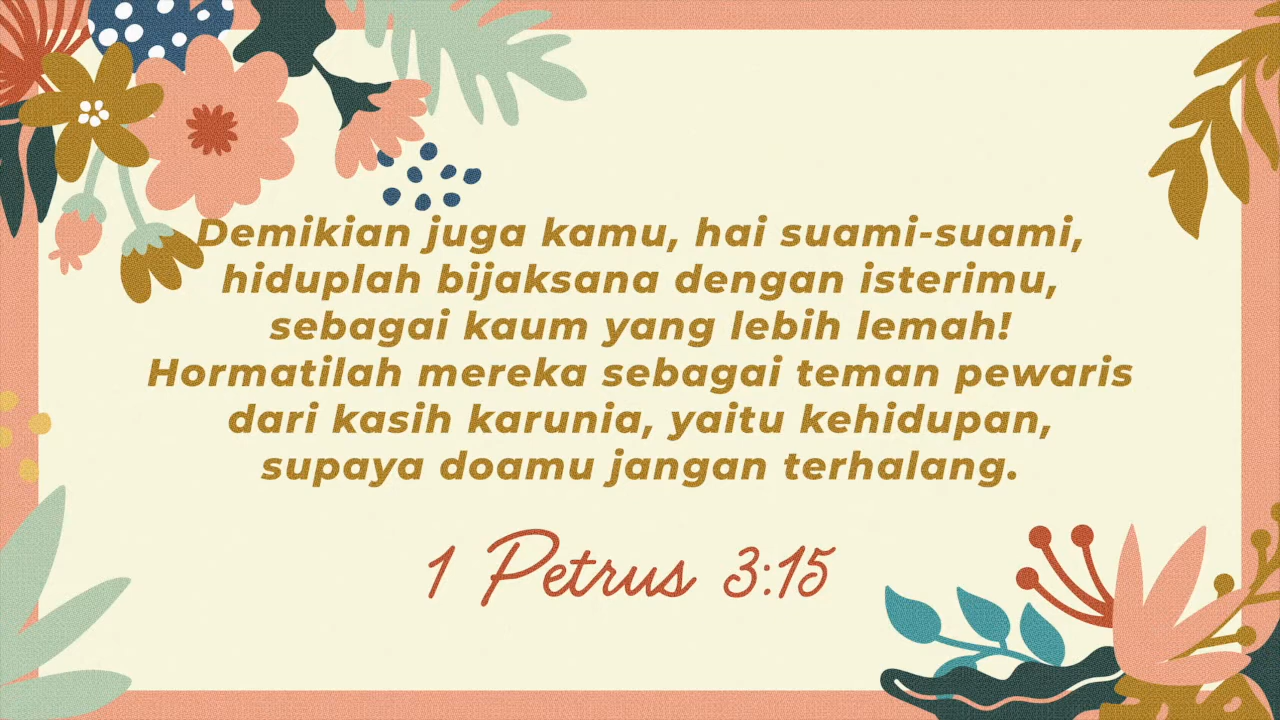 Demikian juga kamu, hai suami-suami,
hiduplah bijaksana dengan isterimu,
sebagai kaum yang lebih lemah!
Hormatilah mereka sebagai teman pewaris
dari kasih karunia, yaitu kehidupan,
supaya doamu jangan terhalang.
1 Petrus 3:15